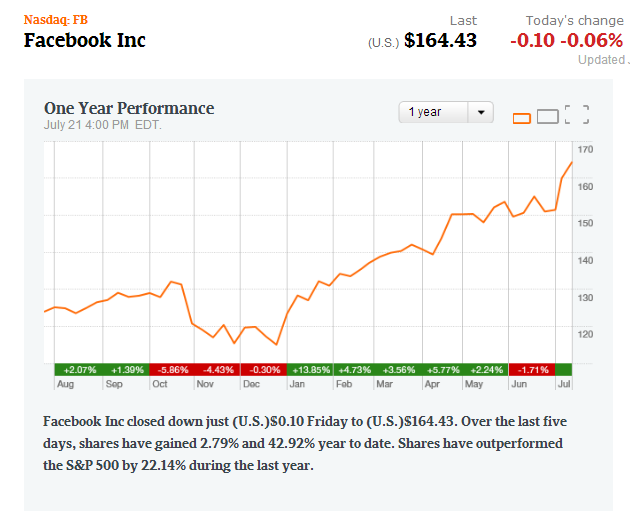 Nasdaq: FB
Facebook Inc
Last
(U.S.) $164.43
Today's change
-0.10 -0.06%
Updated .
One Year Performance
July 21 4:00 PM EDT.
1 year
170
160
150
140
130
120
+2.07% +1.39% -5.86% -4.43% -0.30% +13.85% +4.73% +3.56% +5.77% +2.24% -1.71%
Aug Sep Oct Nov Dec Jan Feb Mar Apr May Jun Jul
Facebook Inc closed down just (U.S.)$0.10 Friday to (U.S.)$164.43. Over the last five
days, shares have gained 2.79% and 42.92% year to date. Shares have outperformed
the S&P 500 by 22.14% during the last year.